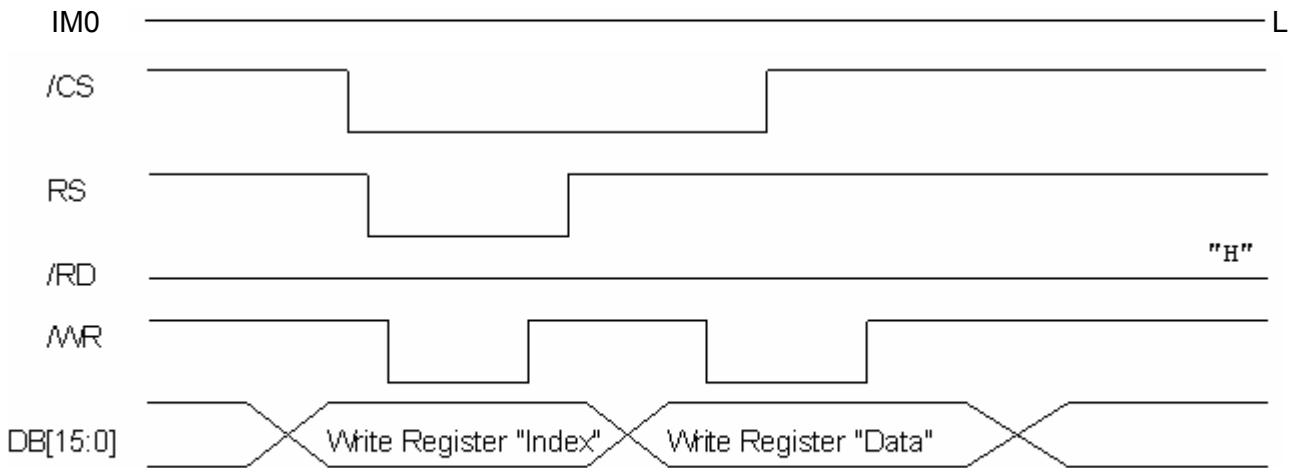 IM0 L
/CS
RS
"H"
/RD
/WR
DB[15:0] Write Register "Index" Write Register "Data"